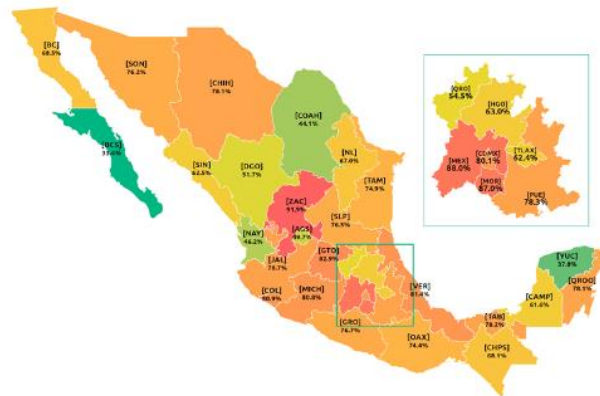 [BC]
68.5%
[SON]
76.2%
[CHIH]
78.1%
[COAH]
44.1%
[BCS]
[NL]
67.0%
[SIN]
62.5%
[DGO]
51.7%
[TAM]
74.9%
[ZAC]
[SLP]
76.5%
[NAY]
46.2%
[AGS]
[JAL]
[GTO]
82.9%
[COL]
80.9%
[MICH]
80.8%
[VER]
[GRO]
76.7%
[OAX]
74.4%
[TAB]
78.2%
[CHPS]
68.1%
[CAMP]
61.6%
[YUC]
37.8%
[QROO]
78.1%
[QRO]
54.5%
[HGO]
63.0%
[TLAX]
62.4%
[MEX]
88.0%
[CDMX]
80.1%
[MOR]
87.0%
[PUE]
78.3%